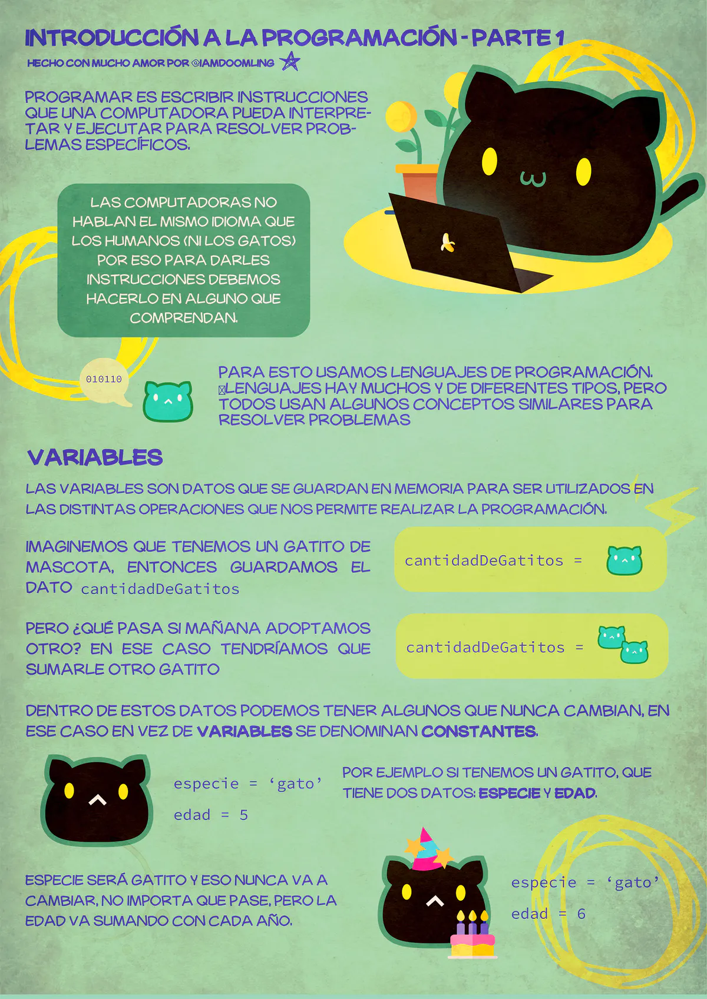 INTRODUCCIÓN A LA PROGRAMACIÓN - PARTE 1
HECHO CON MUCHO AMOR POR @IAMDOOMLING
PROGRAMAR ES ESCRIBIR INSTRUCCIONES
QUE UNA COMPUTADORA PUEDA INTERPRE-
TAR Y EJECUTAR PARA RESOLVER PROB-
LEMAS ESPECÍFICOS.
LAS COMPUTADORAS NO
HABLAN EL MISMO IDIOMA QUE
LOS HUMANOS (NI LOS GATOS)
POR ESO PARA DARLES
INSTRUCCIONES DEBEMOS
HACERLO EN ALGUNO QUE
COMPRENDAN.
010110
PARA ESTO USAMOS LENGUAJES DE PROGRAMACIÓN.
LENGUAJES HAY MUCHOS Y DE DIFERENTES TIPOS, PERO
TODOS USAN ALGUNOS CONCEPTOS SIMILARES PARA
RESOLVER PROBLEMAS
VARIABLES
LAS VARIABLES SON DATOS QUE SE GUARDAN EN MEMORIA PARA SER UTILIZADOS EN
LAS DISTINTAS OPERACIONES QUE NOS PERMITE REALIZAR LA PROGRAMACIÓN.
IMAGINEMOS QUE TENEMOS UN GATITO DE
MASCOTA, ENTONCES GUARDAMOS EL
DATO cantidadDeGatitos
cantidadDeGatitos =
PERO ¿QUÉ PASA SI MAÑANA ADOPTAMOS
OTRO? EN ESE CASO TENDRÍAMOS QUE
SUMARLE OTRO GATITO
cantidadDeGatitos =
DENTRO DE ESTOS DATOS PODEMOS TENER ALGUNOS QUE NUNCA CAMBIAN, EN
ESE CASO EN VEZ DE VARIABLES SE DENOMINAN CONSTANTES.
especie = ‘gato’
edad = 5
POR EJEMPLO SI TENEMOS UN GATITO, QUE
TIENE DOS DATOS: ESPECIE Y EDAD.
ESPECIE SERÁ GATITO Y ESO NUNCA VA A
CAMBIAR, NO IMPORTA QUE PASE, PERO LA
EDAD VA SUMANDO CON CADA AÑO.
especie = ‘gato’
edad = 6